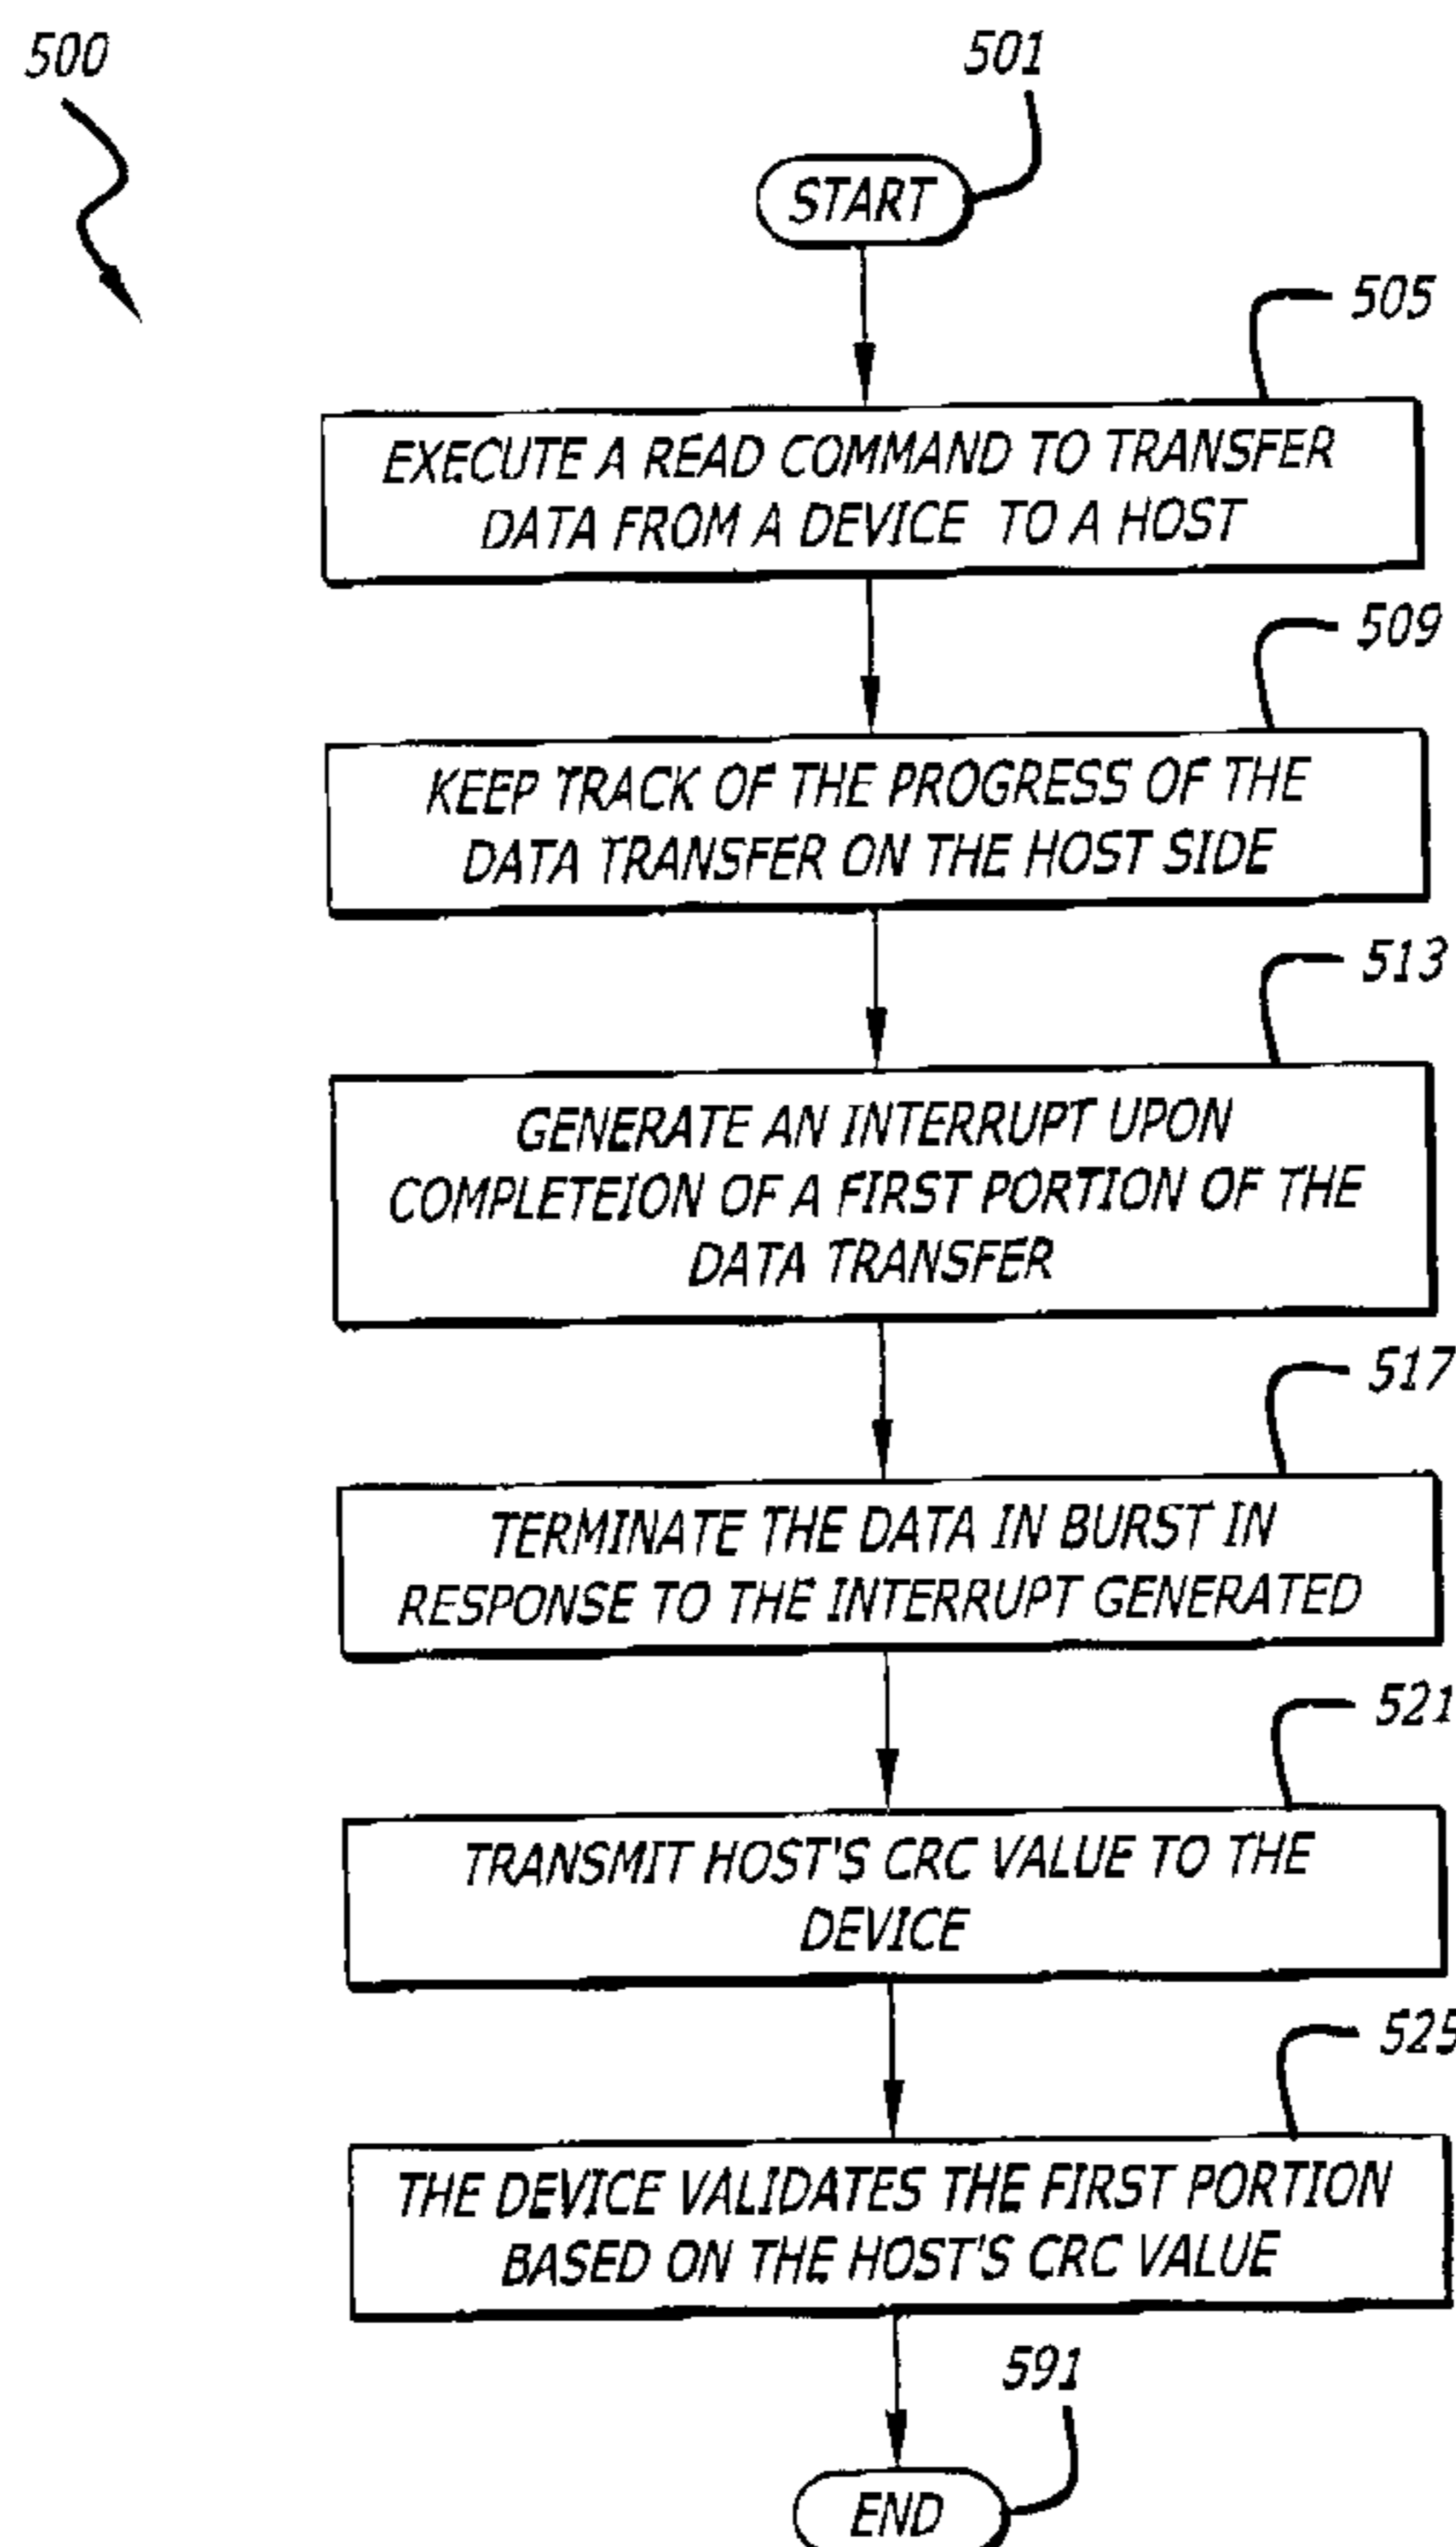 500
501
START
505
EXECUTE A READ COMMAND TO TRANSFER
DATA FROM A DEVICE TO A HOST
509
KEEP TRACK OF THE PROGRESS OF THE
DATA TRANSFER ON THE HOST SIDE
513
GENERATE AN INTERRUPT UPON
COMPLETEION OF A FIRST PORTION OF THE
DATA TRANSFER
517
TERMINATE THE DATA IN BURST IN
RESPONSE TO THE INTERRUPT GENERATED
521
TRANSMIT HOST'S CRC VALUE TO THE
DEVICE
525
THE DEVICE VALIDATES THE FIRST PORTION
BASED ON THE HOST'S CRC VALUE
591
END